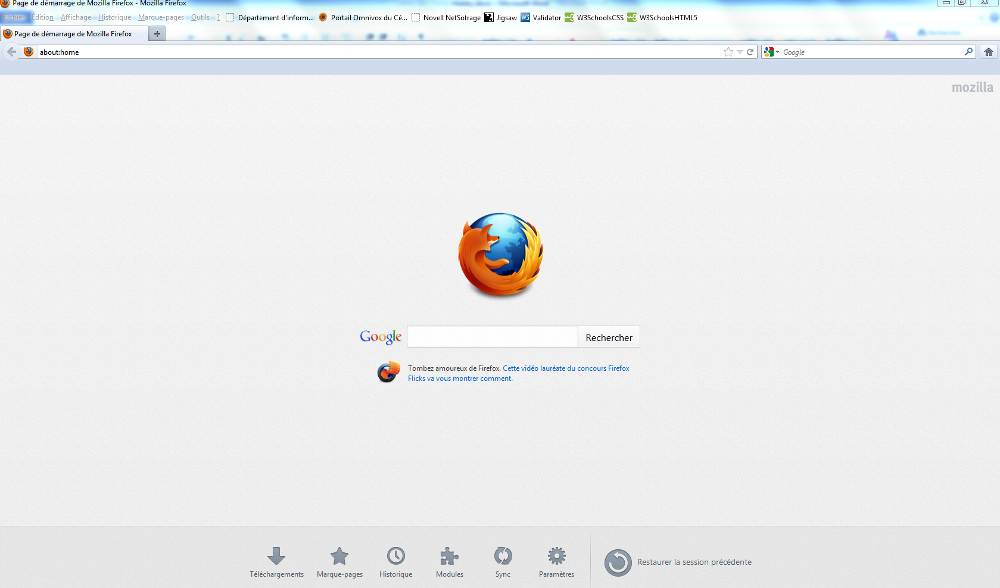 Page de démarrage de Mozilla Firefox - Mozilla Firefox
Fichier Edition Affichage Historique Marque-pages Outils ? Département d'inform... Portail Omnivox du Cé... Novell NetSotrage Jigsaw W3 Validator W3SchoolsCSS W3SchoolsHTML5
Page de démarrage de Mozilla Firefox +
about:home Google
mozilla
Google Rechercher
Tombez amoureux de Firefox. Cette vidéo lauréate du concours Firefox
Flicks va vous montrer comment.
Téléchargements Marque-pages Historique Modules Sync Paramètres Restaurer la session précédente